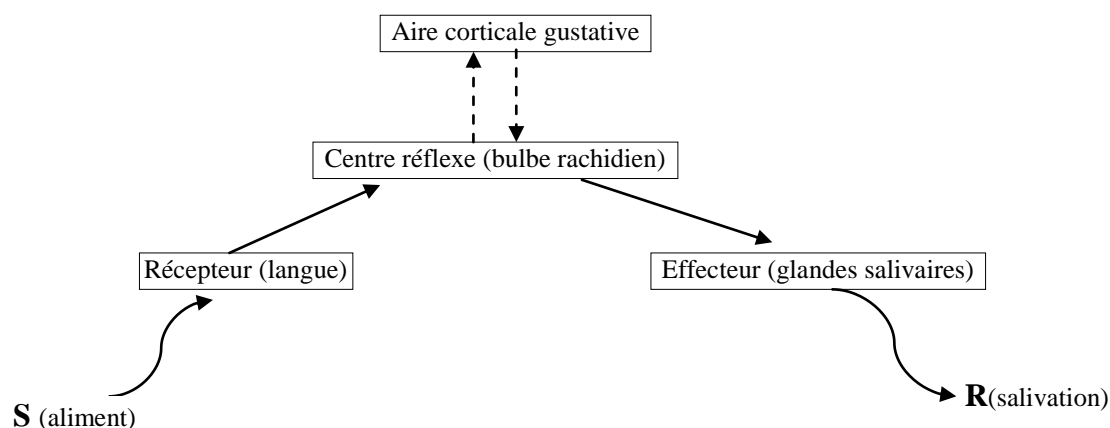 Aire corticale gustative
Centre réflexe (bulbe rachidien)
Récepteur (langue)
Effecteur (glandes salivaires)
S (aliment)
R(salivation)